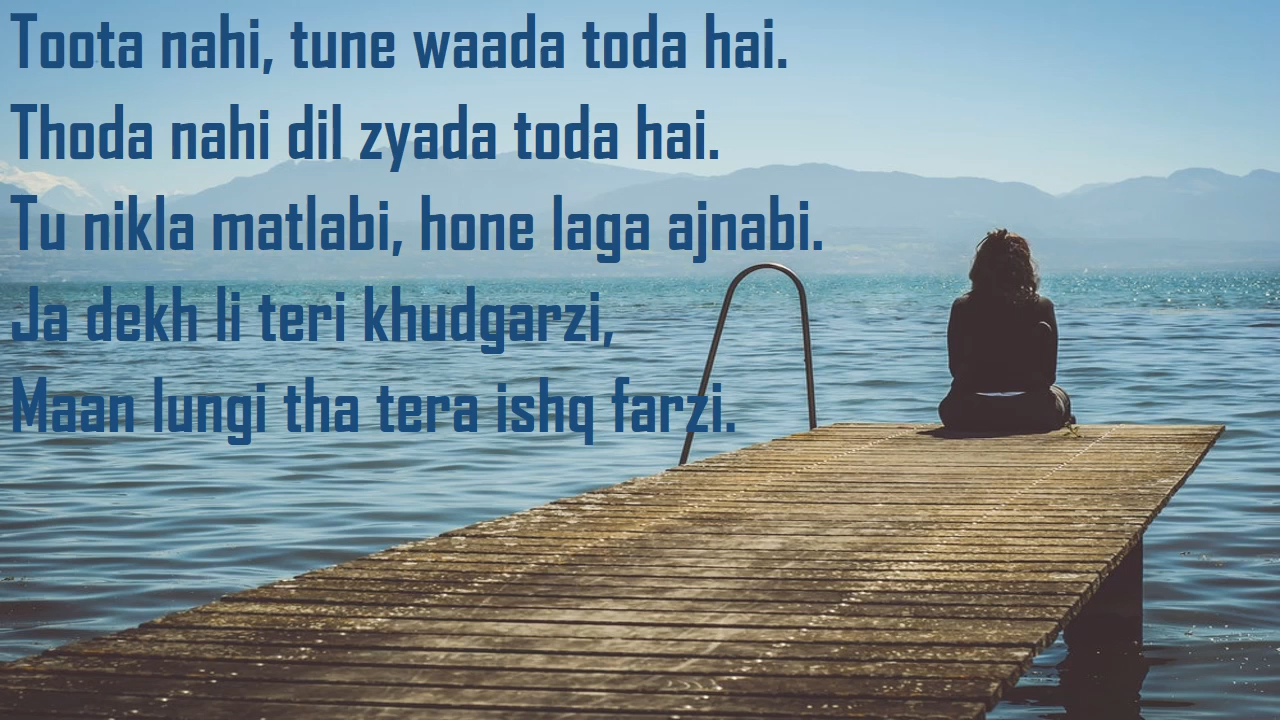 Toota nahi, tune waada toda hai.
Thoda nahi dil zyada toda hai.
Tu nikla matlabi, hone laga ajnabi.
Ja dekh li teri khudgarzi,
Maan lungi tha tera ishq farzi.